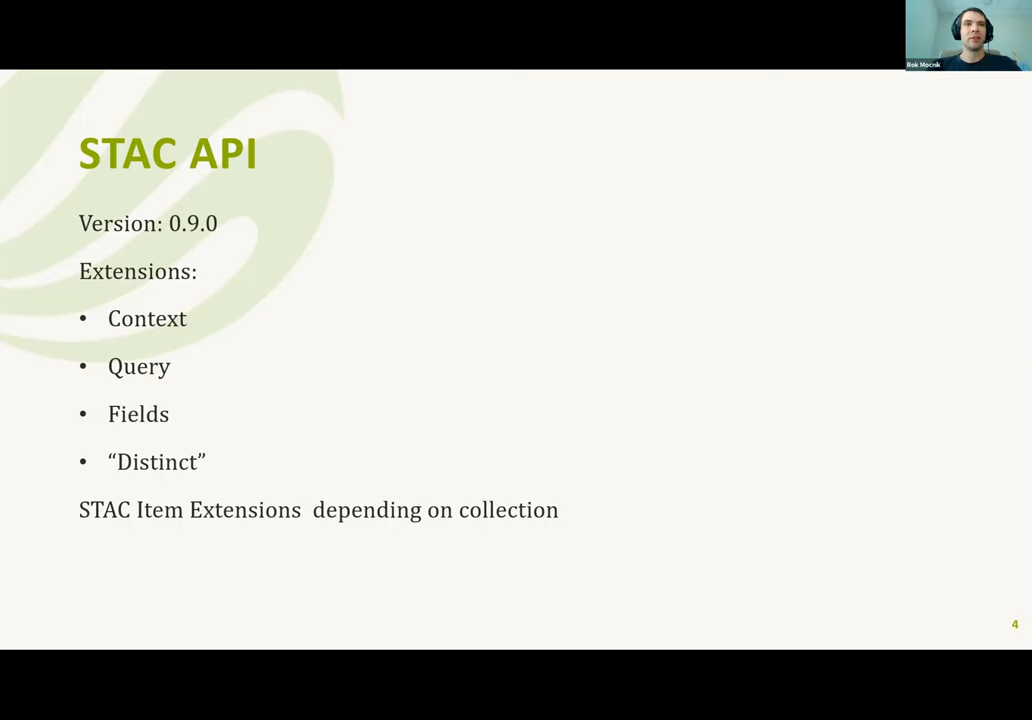 Rok Mocnik
STAC API
Version: 0.9.0
Extensions:
• Context
• Query
• Fields
• “Distinct”
STAC Item Extensions depending on collection
4